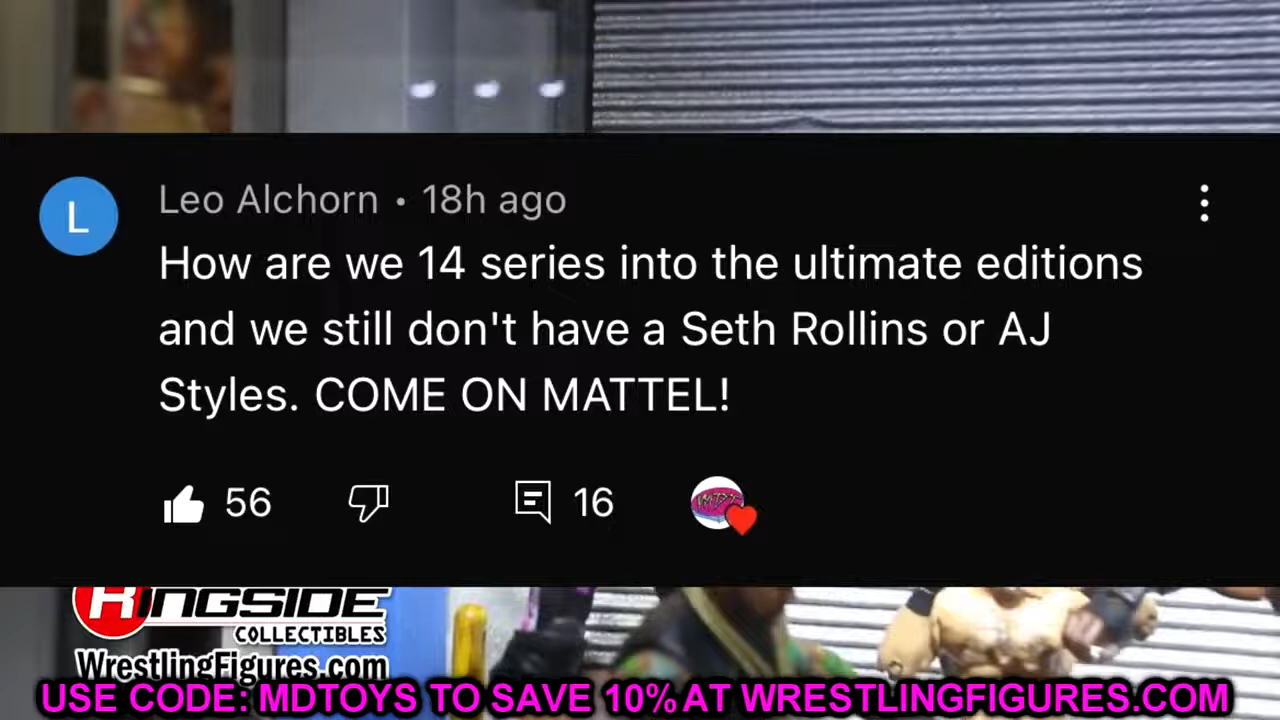 L
Leo Alchorn • 18h ago
How are we 14 series into the ultimate editions
and we still don't have a Seth Rollins or AJ
Styles. COME ON MATTEL!
56
16
RINGSIDE
COLLECTIBLES
WrestlingFigures.com
USE CODE: MDTOYS TO SAVE 10% AT WRESTLINGFIGURES.COM